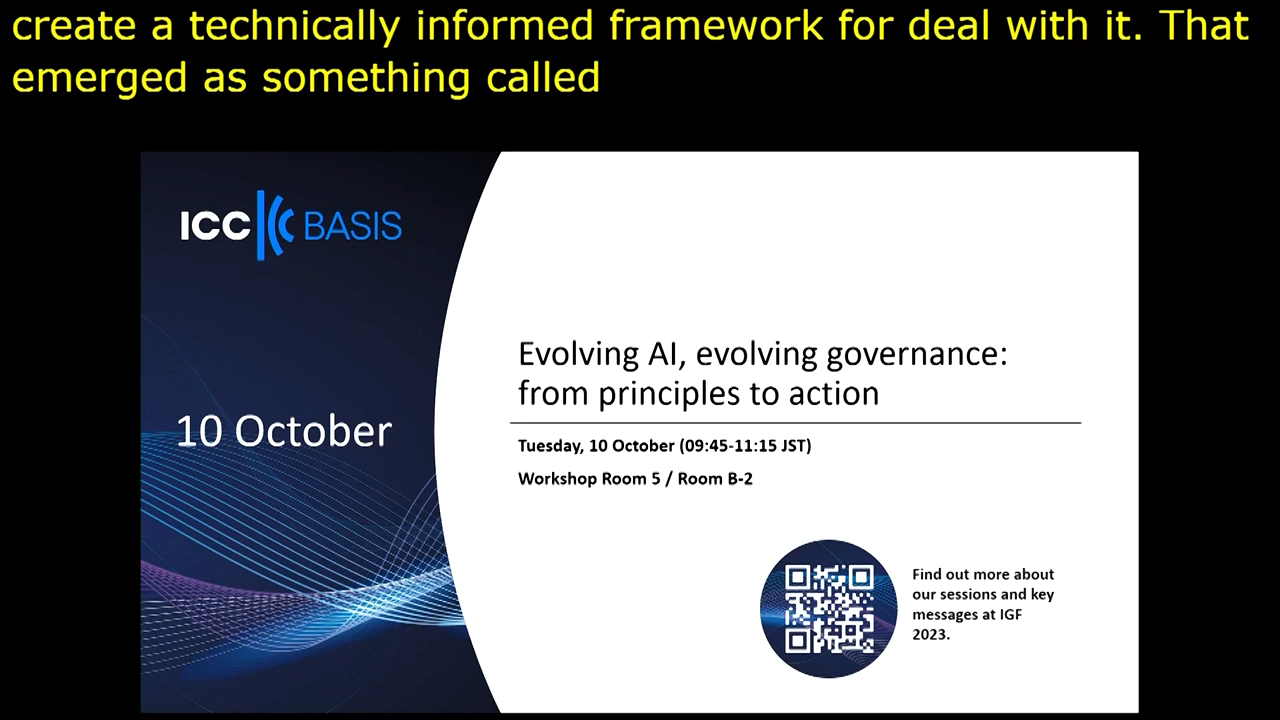 create a technically informed framework for deal with it. That
emerged as something called
ICC BASIS
10 October
Evolving AI, evolving governance:
from principles to action
Tuesday, 10 October (09:45-11:15 JST)
Workshop Room 5 / Room B-2
Find out more about
our sessions and key
messages at IGF
2023.